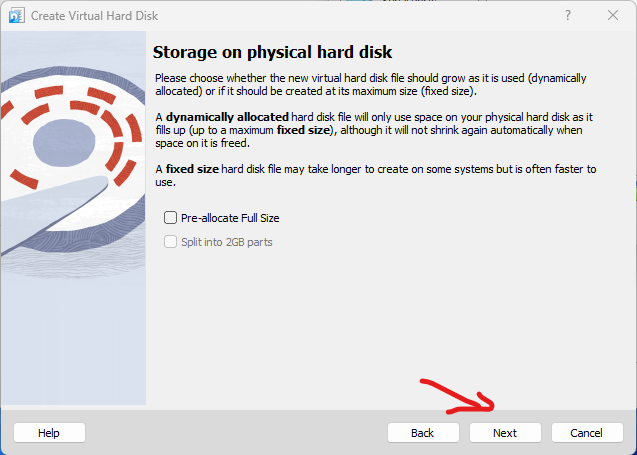 Create Virtual Hard Disk
?
Storage on physical hard disk
Please choose whether the new virtual hard disk file should grow as it is used (dynamically
allocated) or if it should be created at its maximum size (fixed size).
A dynamically allocated hard disk file will only use space on your physical hard disk as it
fills up (up to a maximum fixed size), although it will not shrink again automatically when
space on it is freed.
A fixed size hard disk file may take longer to create on some systems but is often faster to
use.
Pre-allocate Full Size
Split into 2GB parts
Help
Back
Next
Cancel